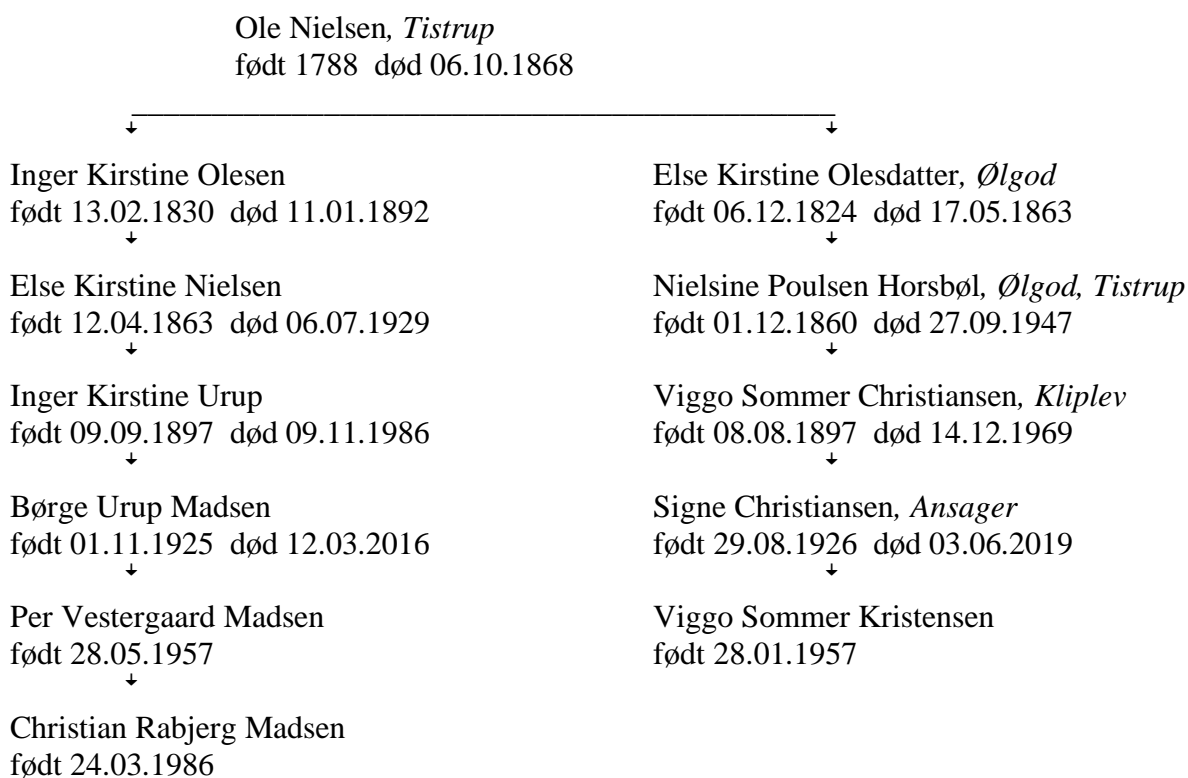 Ole Nielsen, Tistrup
født 1788 død 06.10.1868
Inger Kirstine Olesen
født 13.02.1830 død 11.01.1892
Else Kirstine Nielsen
født 12.04.1863 død 06.07.1929
Inger Kirstine Urup
født 09.09.1897 død 09.11.1986
Børge Urup Madsen
født 01.11.1925 død 12.03.2016
Per Vestergaard Madsen
født 28.05.1957
Christian Rabjerg Madsen
født 24.03.1986
Else Kirstine Olesdatter, Ølgod
født 06.12.1824 død 17.05.1863
Nielsine Poulsen Horsbøl, Ølgod, Tistrup
født 01.12.1860 død 27.09.1947
Viggo Sommer Christiansen, Kliplev
født 08.08.1897 død 14.12.1969
Signe Christiansen, Ansager
født 29.08.1926 død 03.06.2019
Viggo Sommer Kristensen
født 28.01.1957